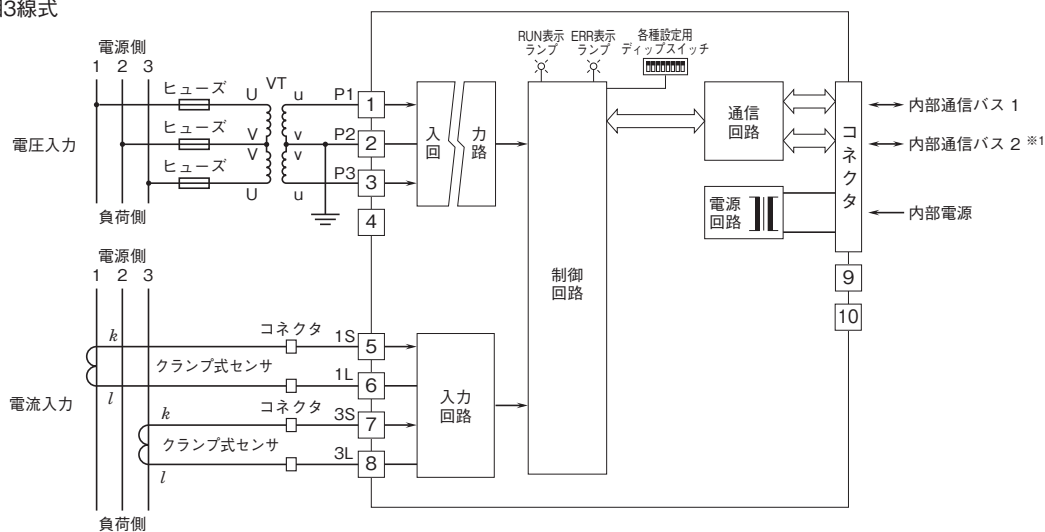 3線式
電源側
1 2 3
電圧入力
ヒューズ
ヒューズ
ヒューズ
負荷側
VT
U u
V v
V v
U u
P1 1
P2 2
P3 3
4
入力
回路
RUN表示
ランプ
ERR表示
ランプ
各種設定用
ディップスイッチ
制御
回路
通信
回路
電源
回路
コネクタ
内部通信バス 1
内部通信バス 2 ※1
内部電源
9
10
電源側
1 2 3
電流入力
k
l
クランプ式センサ
コネクタ
コネクタ
k
l
クランプ式センサ
1S 5
1L 6
3S 7
3L 8
入力
回路
負荷側